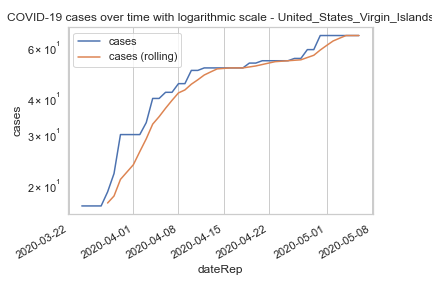 COVID-19 cases over time with logarithmic scale - United_States_Virgin_Islands
cases
cases (rolling)
6 × 10¹
4 × 10¹
3 × 10¹
2 × 10¹
cases
2020-03-22
2020-04-01
2020-04-08
2020-04-15
2020-04-22
2020-05-01
2020-05-08
dateRep